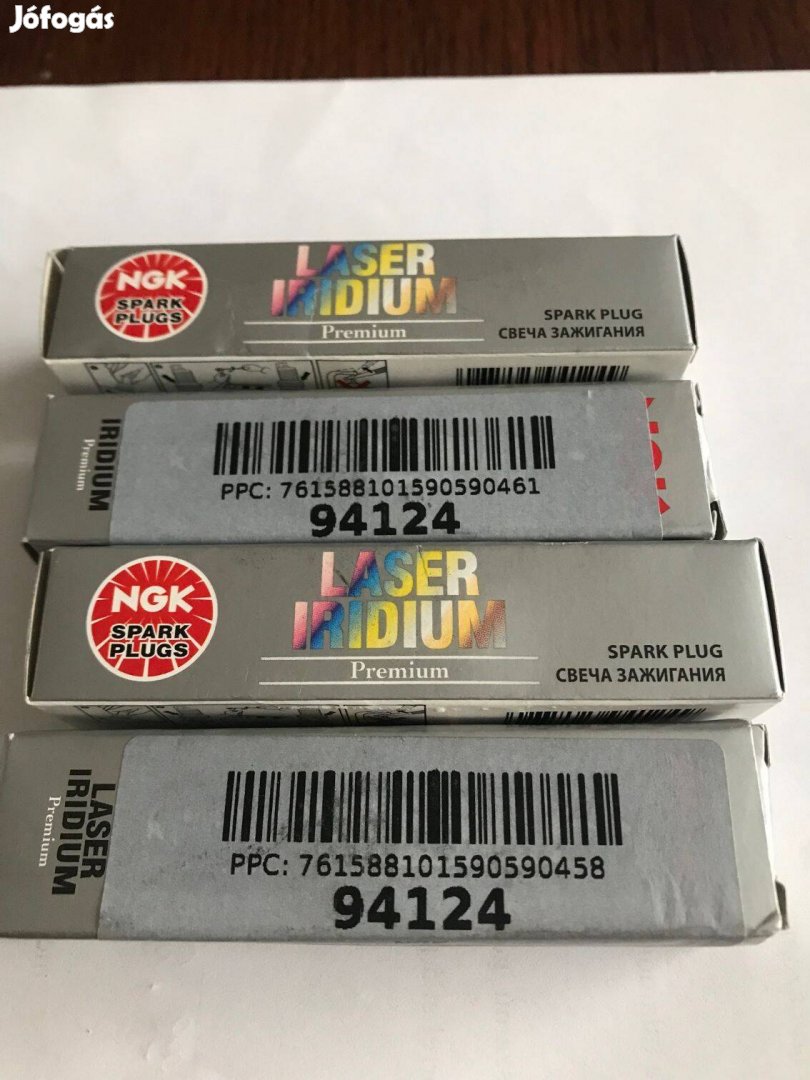 Jófogás
NGK
SPARK
PLUGS
LASER
IRIDIUM
Premium
SPARK PLUG
СВЕЧА ЗАЖИГАНИЯ
IRIDIUM
Premium
PPC: 761588101590590461
94124
NGK
NGK
SPARK
PLUGS
LASER
IRIDIUM
Premium
SPARK PLUG
СВЕЧА ЗАЖИГАНИЯ
LASER
IRIDIUM
Premium
PPC: 761588101590590458
94124